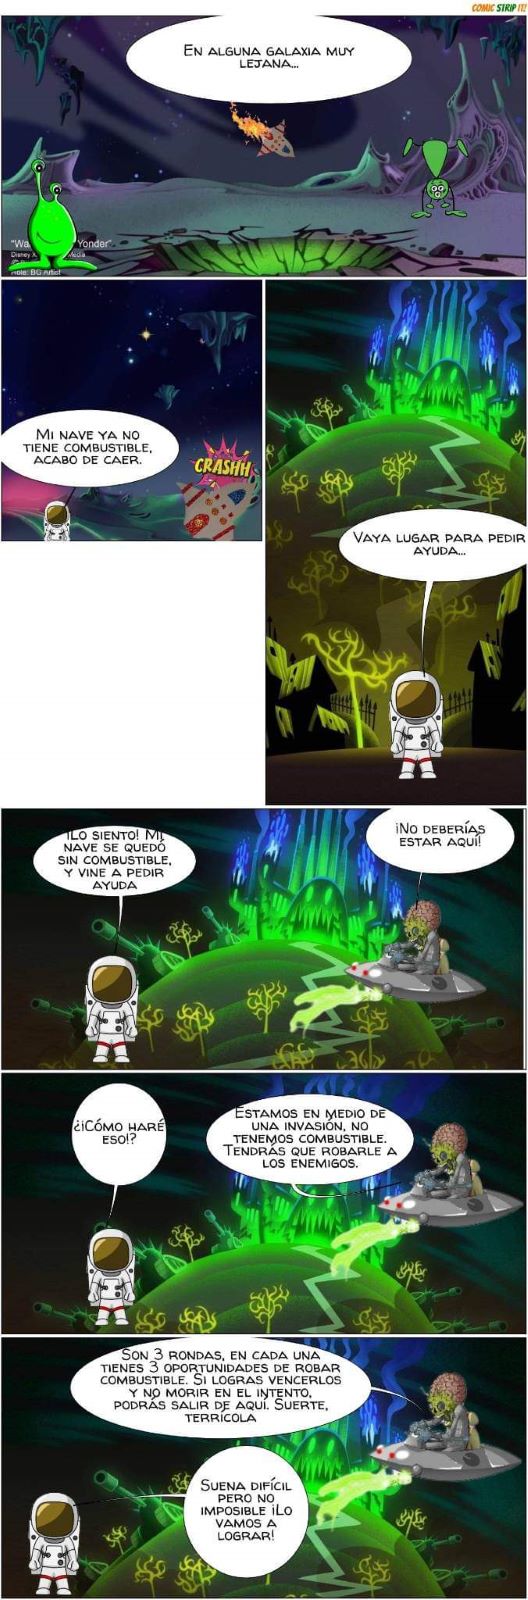 COMIC STRIP IT!
EN ALGUNA GALAXIA MUY
LEJANA...
"Wa Yonder"
Disney X Media
Role: BG Artist
MI NAVE YA NO
TIENE COMBUSTIBLE,
ACABO DE CAER.
CRASHH
VAYA LUGAR PARA PEDIR
AYUDA...
¡LO SIENTO! MI
NAVE SE QUEDÓ
SIN COMBUSTIBLE,
Y VINE A PEDIR
AYUDA
¡NO DEBERÍAS
ESTAR AQUÍ!
¿¡CÓMO HARÉ
ESO!?
ESTAMOS EN MEDIO DE
UNA INVASIÓN, NO
TENEMOS COMBUSTIBLE.
TENDRÁS QUE ROBARLE A
LOS ENEMIGOS.
SON 3 RONDAS, EN CADA UNA
TIENES 3 OPORTUNIDADES DE ROBAR
COMBUSTIBLE. SI LOGRAS VENCERLOS
Y NO MORIR EN EL INTENTO,
PODRÁS SALIR DE AQUÍ. SUERTE,
TERRÍCOLA
SUENA DIFÍCIL
PERO NO
IMPOSIBLE ¡LO
VAMOS A
LOGRAR!